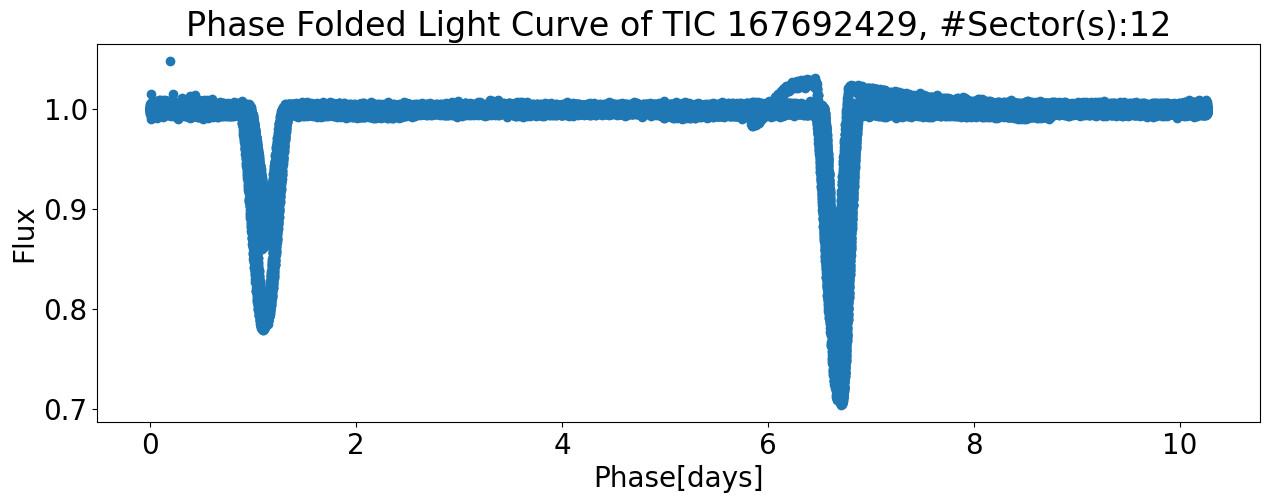 Phase Folded Light Curve of TIC 167692429, #Sector(s):12
1.0
0.9
0.8
0.7
Flux
0 2 4 6 8 10
Phase[days]